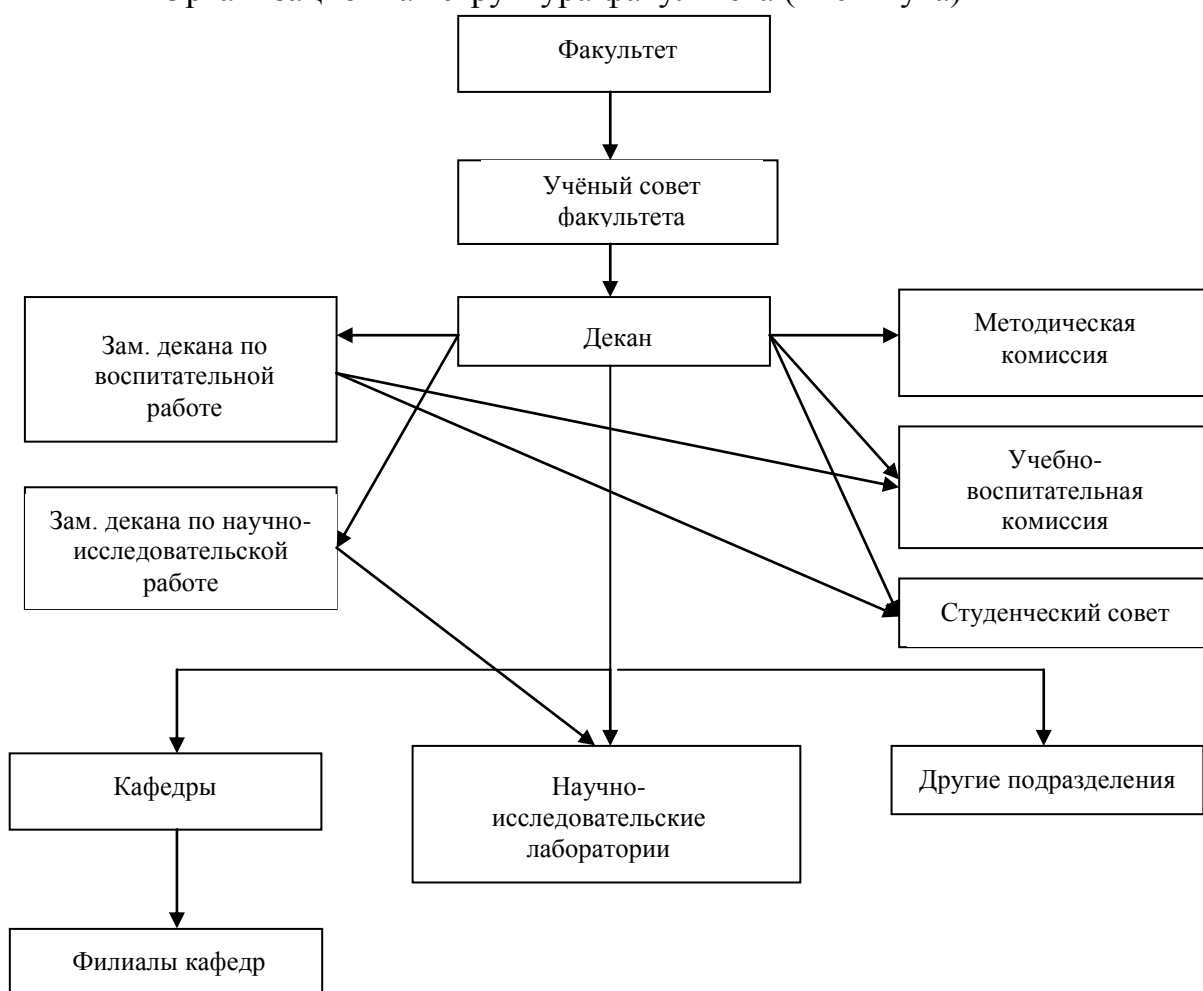 Факультет
Учёный совет
факультета
Декан
Зам. декана по
воспитательной
работе
Методическая
комиссия
Учебно-
воспитательная
комиссия
Зам. декана по научно-
исследовательской
работе
Студенческий совет
Кафедры
Научно-
исследовательские
лаборатории
Другие подразделения
Филиалы кафедр